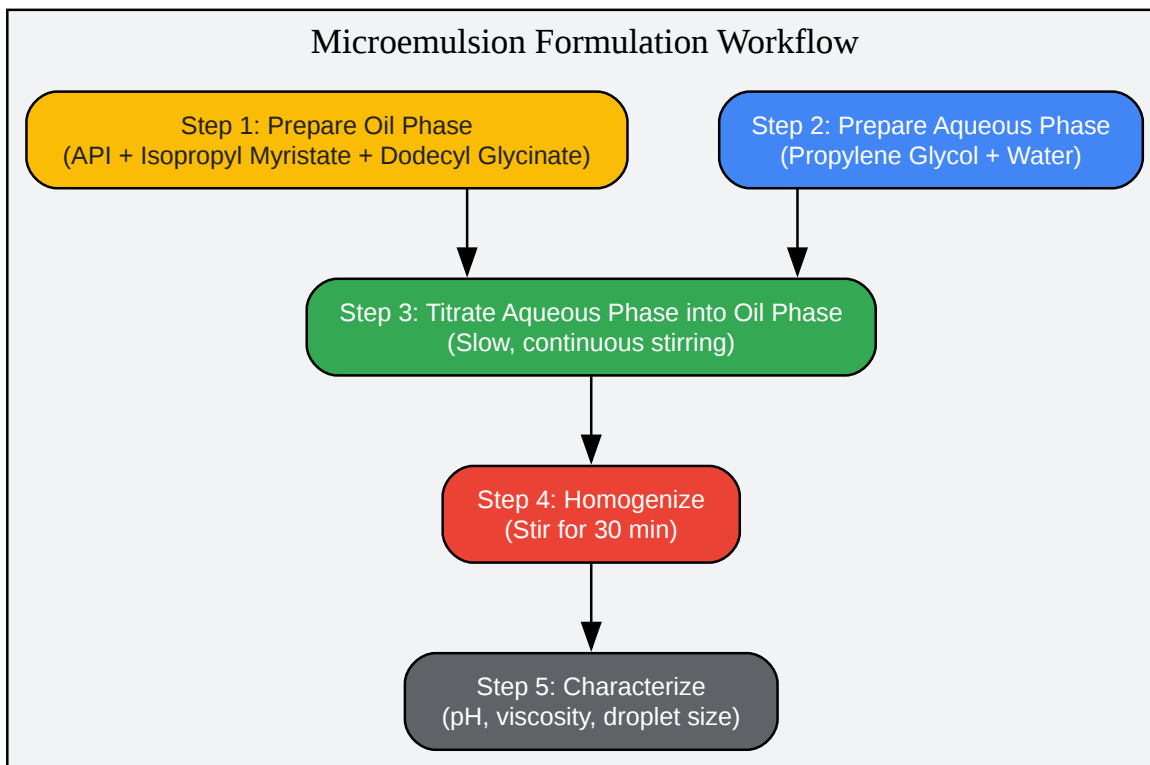 Microemulsion Formulation Workflow
Step 1: Prepare Oil Phase
(API + Isopropyl Myristate + Dodecyl Glycinate)
Step 2: Prepare Aqueous Phase
(Propylene Glycol + Water)
Step 3: Titrate Aqueous Phase into Oil Phase
(Slow, continuous stirring)
Step 4: Homogenize
(Stir for 30 min)
Step 5: Characterize
(pH, viscosity, droplet size)